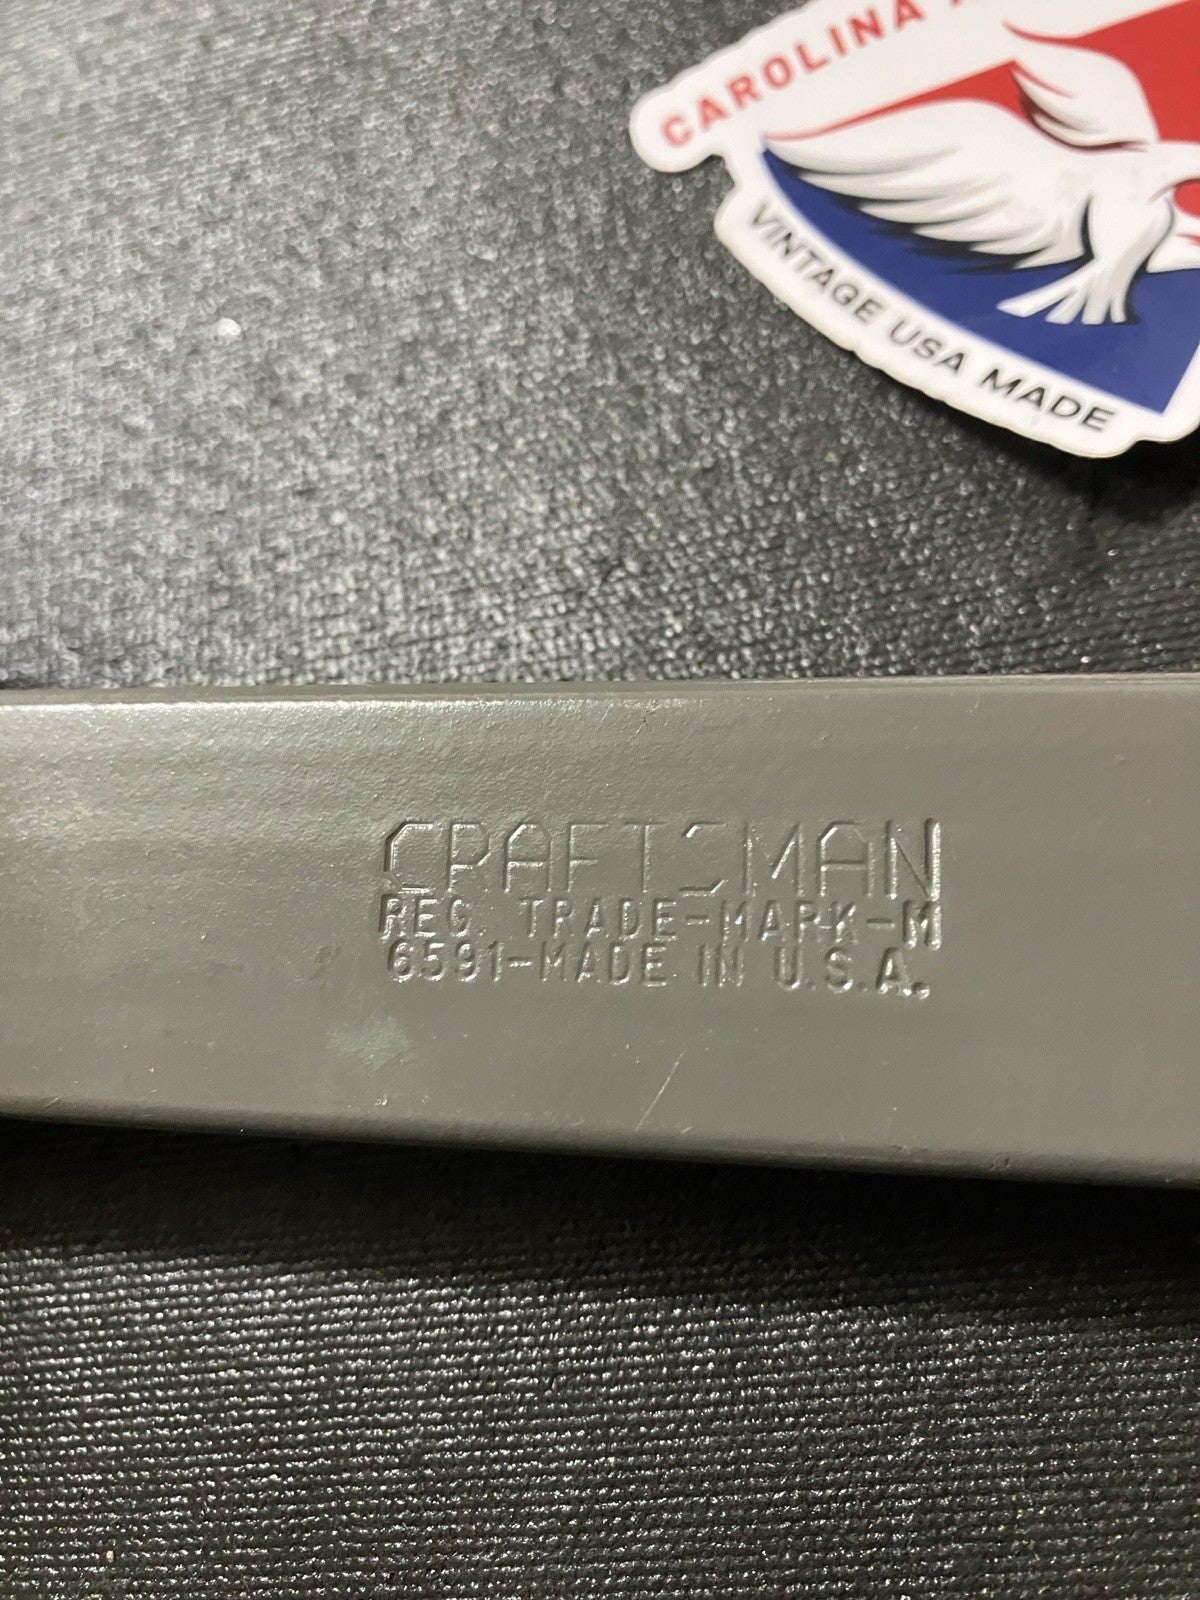 CAROLINA
VINTAGE USA MADE
CRAFTSMAN
REG. TRADE-MARK-M
6591-MADE IN U.S.A.